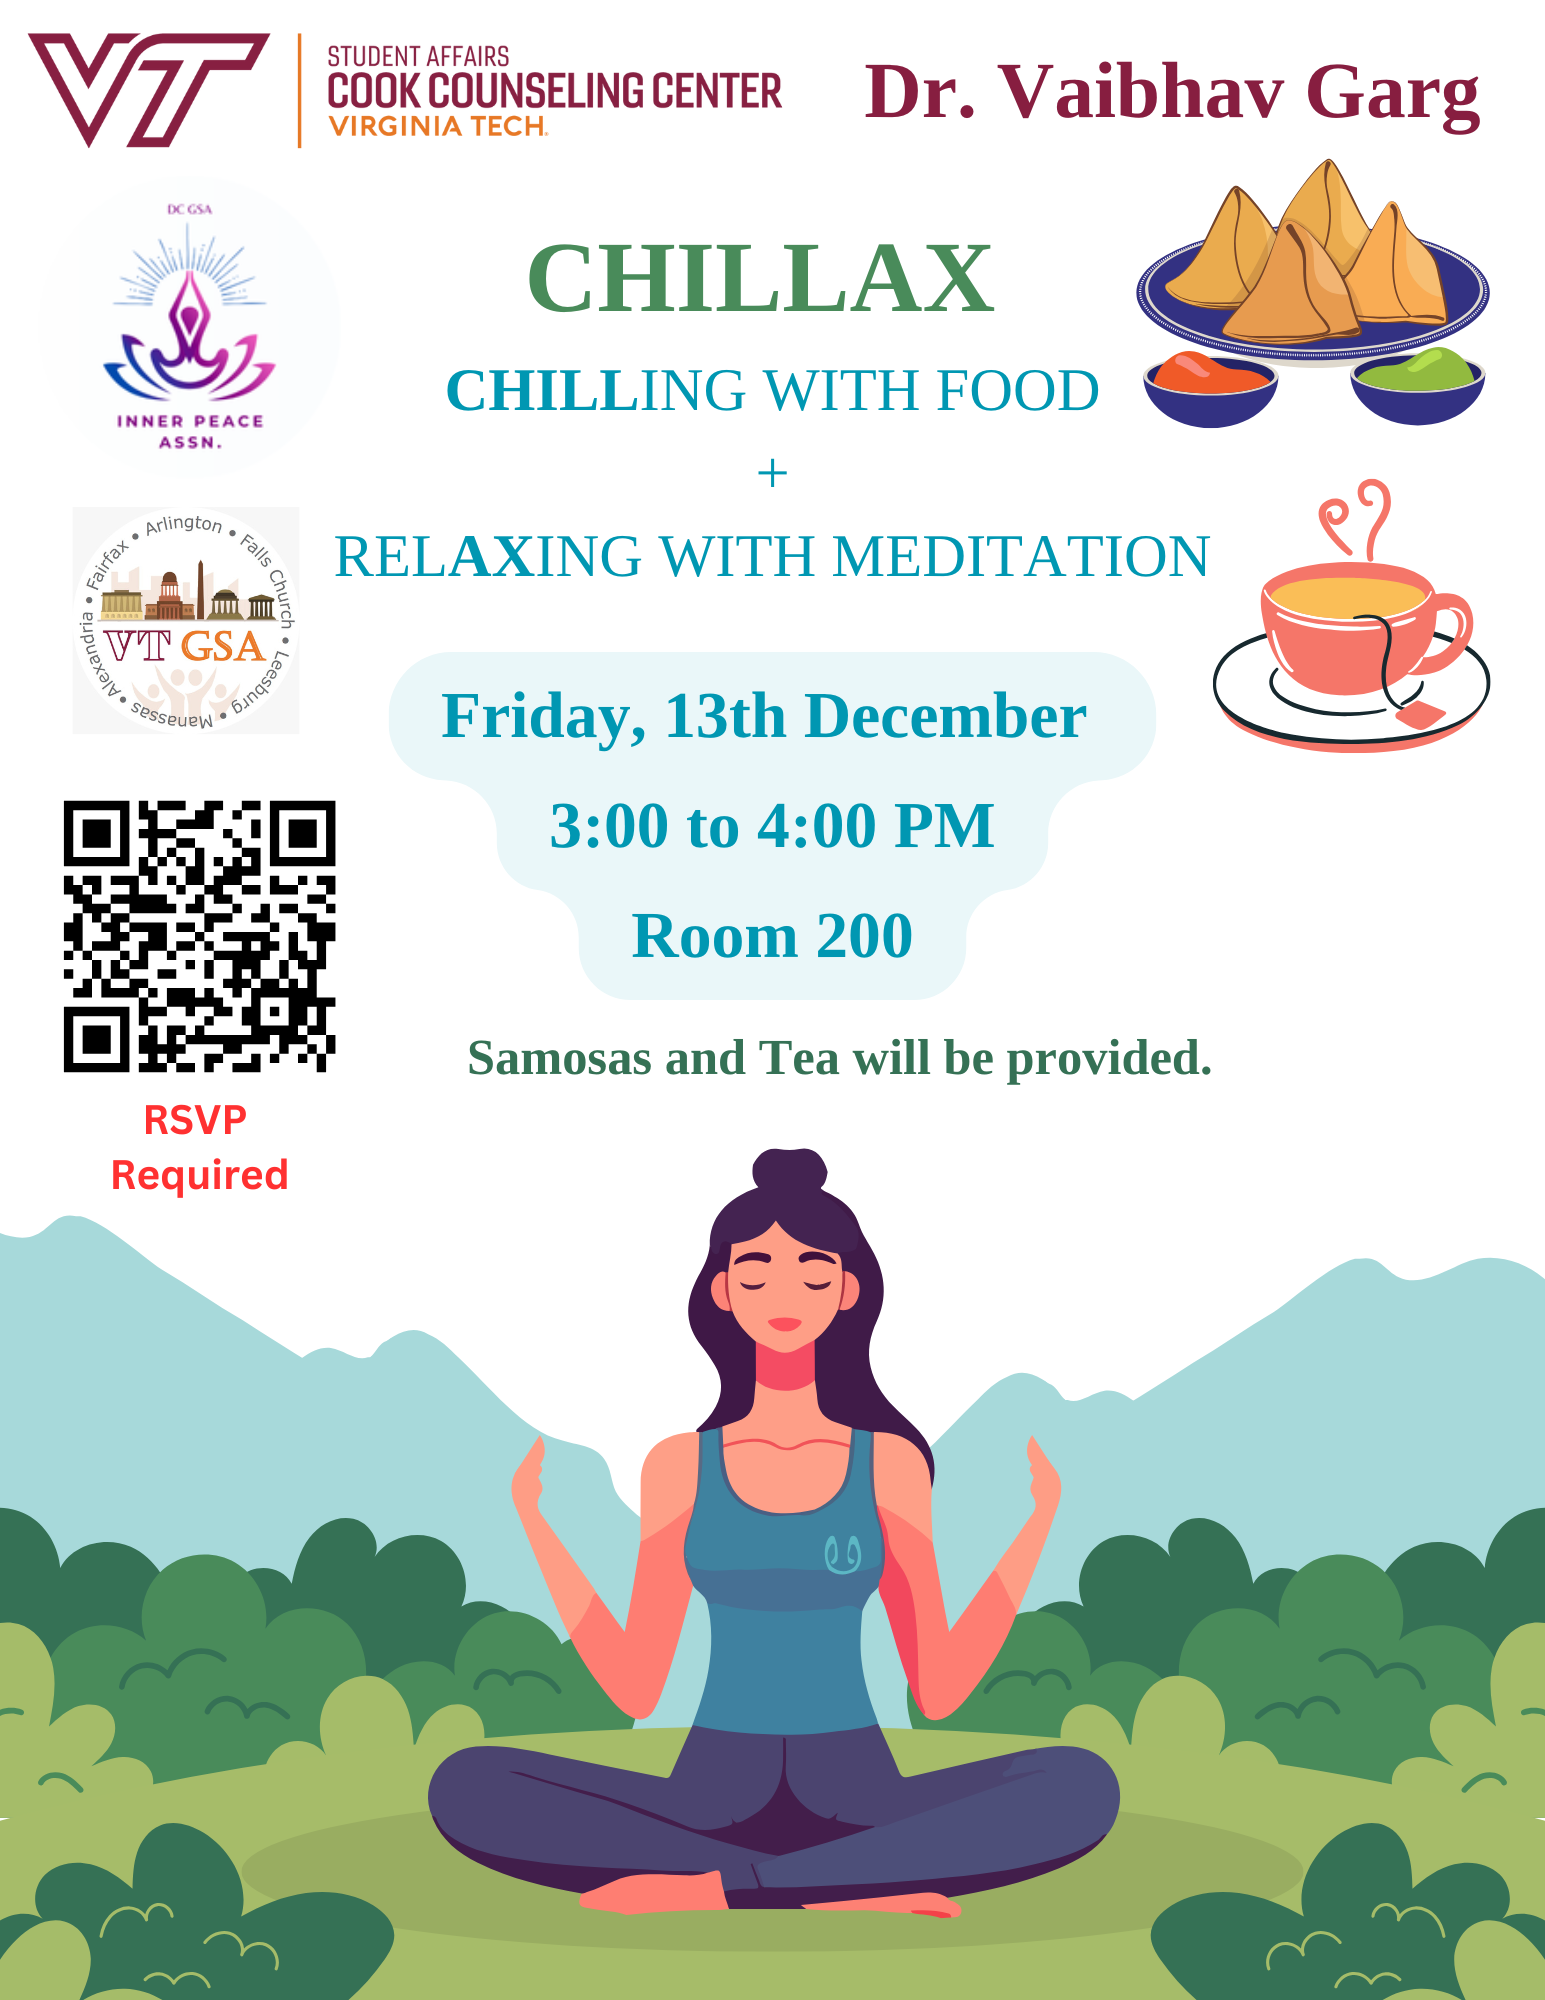 STUDENT AFFAIRS
COOK COUNSELING CENTER
VIRGINIA TECH.
Dr. Vaibhav Garg
DC GSA
INNER PEACE
ASSN.
CHILLAX
CHILLING WITH FOOD
+
RELAXING WITH MEDITATION
Alexandria • Fairfax • Arlington • Falls Church • Leesburg • Manassas •
VT GSA
Friday, 13th December
3:00 to 4:00 PM
Room 200
Samosas and Tea will be provided.
RSVP
Required